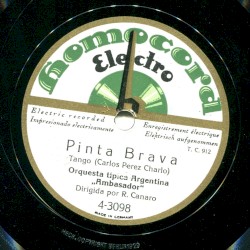 Homocord
Electro
Electric recorded
Impresionado electricamente
Enregistrement électrique
Elektrisch aufgenommen
T. C. 912
Pinta Brava
Tango (Carlos Perez Charlo)
Orquesta típica Argentina
„Ambasador"
Dirigida por R. Canaro
4-3098
MADE IN GERMANY